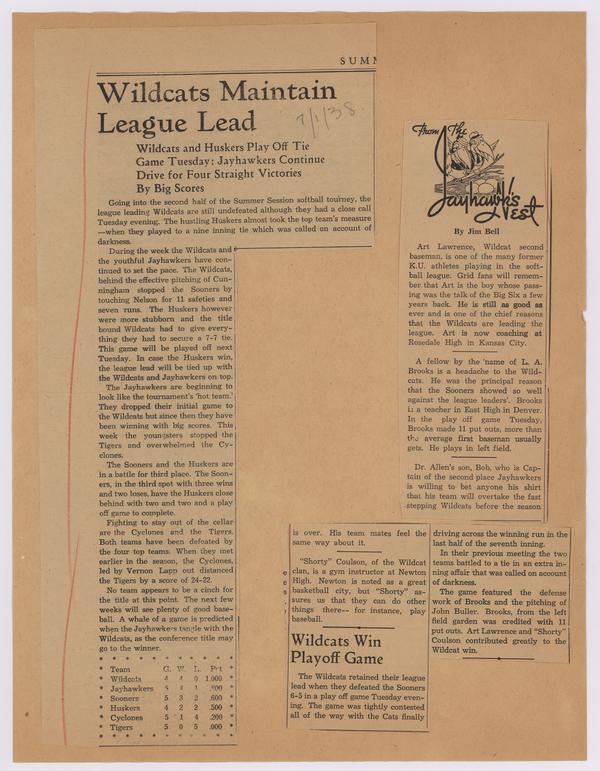 SUMM
Wildcats Maintain
League Lead
7/1/38.
Wildcats and Huskers Play Off Tie
Game Tuesday; Jayhawkers Continue
Drive for Four Straight Victories
By Big Scores
Going into the second half of the Summer Session softball tourney, the
league leading Wildcats are still undefeated although they had a close call
Tuesday evening. The hustling Huskers almost took the top team's measure
—when they played to a nine inning tie which was called on account of
darkness.
During the week the Wildcats and
the youthful Jayhawkers have con-
tinued to set the pace. The Wildcats,
behind the effective pitching of Cun-
ningham stopped the Sooners by
touching Nelson for 11 safeties and
seven runs. The Huskers however
were more stubborn and the title
bound Wildcats had to give every-
thing they had to secure a 7-7 tie.
This game will be played off next
Tuesday. In case the Huskers win,
the league lead will be tied up with
the Wildcats and Jayhawkers on top.
The Jayhawkers are beginning to
look like the tournament's 'hot team.'
They dropped their initial game to
the Wildcats but since then they have
been winning with big scores. This
week the youngsters stopped the
Tigers and overwhelmed the Cy-
clones.
The Sooners and the Huskers are
in a battle for third place. The Soon-
ers, in the third spot with three wins
and two loses, have the Huskers close
behind with two and two and a play
off game to complete.
Fighting to stay out of the cellar
are the Cyclones and the Tigers.
Both teams have been defeated by
the four top teams. When they met
earlier in the season, the Cyclones,
led by Vernon Lapp out distanced
the Tigers by a score of 24-22.
No team appears to be a cinch for
the title at this point. The next few
weeks will see plenty of good base-
ball. A whale of a game is predicted
when the Jayhawkers tangle with the
Wildcats, as the conference title may
go to the winner.
* * * * * * * * * * *
* Team G. W. L. Pct *
* Wildcats 4 4 0 1.000 *
* Jayhawkers 5 4 1 .800 *
* Sooners 5 3 2 .600 *
* Huskers 4 2 2 .500 *
* Cyclones 5 1 4 .200 *
* Tigers 5 0 5 .000 *
* * * * * * * * * * *
From The
Jayhawk's
Nest
By Jim Bell
Art Lawrence, Wildcat second
baseman, is one of the many former
K.U. athletes playing in the soft-
ball league. Grid fans will remem-
ber that Art is the boy whose pass-
ing was the talk of the Big Six a few
years back. He is still as good as
ever and is one of the chief reasons
that the Wildcats are leading the
league. Art is now coaching at
Rosedale High in Kansas City.
A fellow by the 'name of L. A.
Brooks is a headache to the Wild-
cats. He was the principal reason
that the Sooners showed so well
against the league leaders'. Brooks
is a teacher in East High in Denver.
In the play off game Tuesday,
Brooks made 11 put outs, more than
the average first baseman usually
gets. He plays in left field.
Dr. Allen's son, Bob, who is Cap-
tain of the second place Jayhawkers
is willing to bet anyone his shirt
that his team will overtake the fast
stepping Wildcats before the season
is over. His team mates feel the
same way about it.
"Shorty" Coulson, of the Wildcat
clan, is a gym instructor at Newton
High. Newton is noted as a great
basketball city, but "Shorty" as-
sures us that they can do other
things there-- for instance, play
baseball.
Wildcats Win
Playoff Game
The Wildcats retained their league
lead when they defeated the Sooners
6-5 in a play off game Tuesday even-
ing. The game was tightly contested
all of the way with the Cats finally
driving across the winning run in the
last half of the seventh inning.
In their previous meeting the two
teams battled to a tie in an extra in-
ning affair that was called on account
of darkness.
The game featured the defense
work of Brooks and the pitching of
John Buller. Brooks, from the left
field garden was credited with 11
put outs. Art Lawrence and "Shorty"
Coulson contributed greatly to the
Wildcat win.